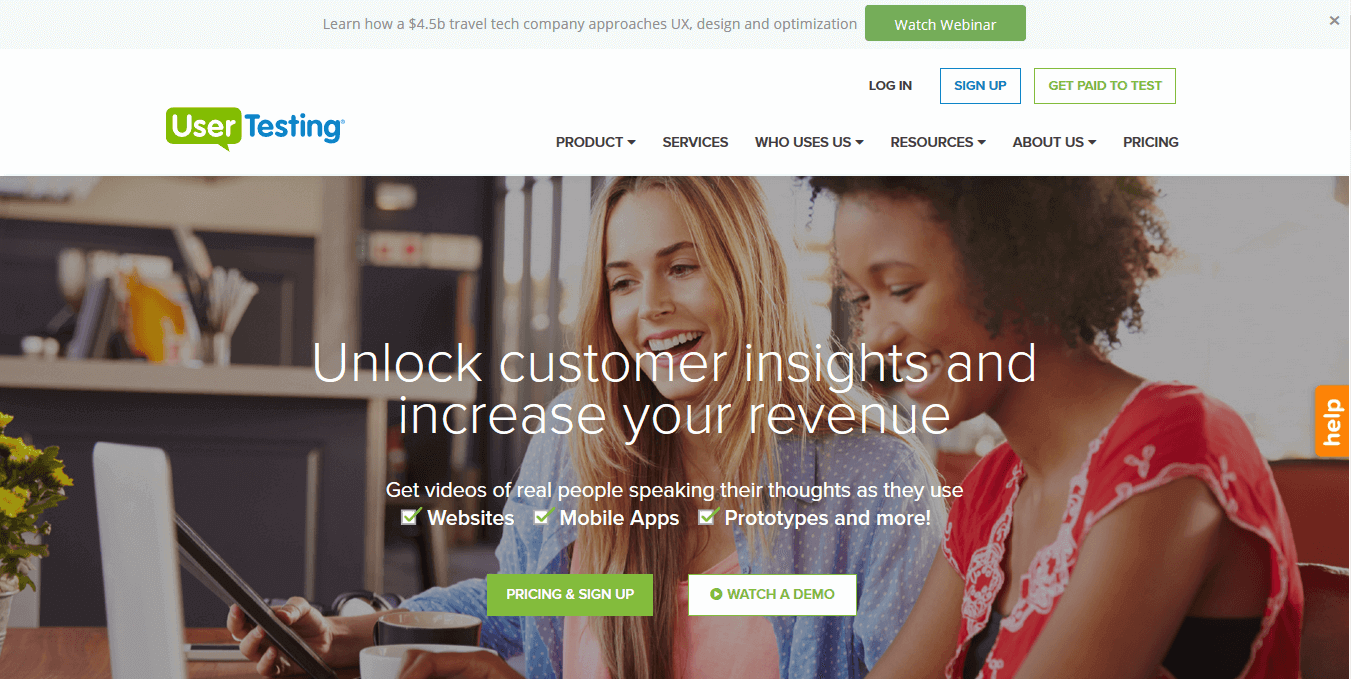 Learn how a $4.5b travel tech company approaches UX, design and optimization Watch Webinar ×
LOG IN SIGN UP GET PAID TO TEST
User Testing®
PRODUCT SERVICES WHO USES US RESOURCES ABOUT US PRICING
Unlock customer insights and
increase your revenue
help
Get videos of real people speaking their thoughts as they use
Websites Mobile Apps Prototypes and more!
PRICING & SIGN UP WATCH A DEMO